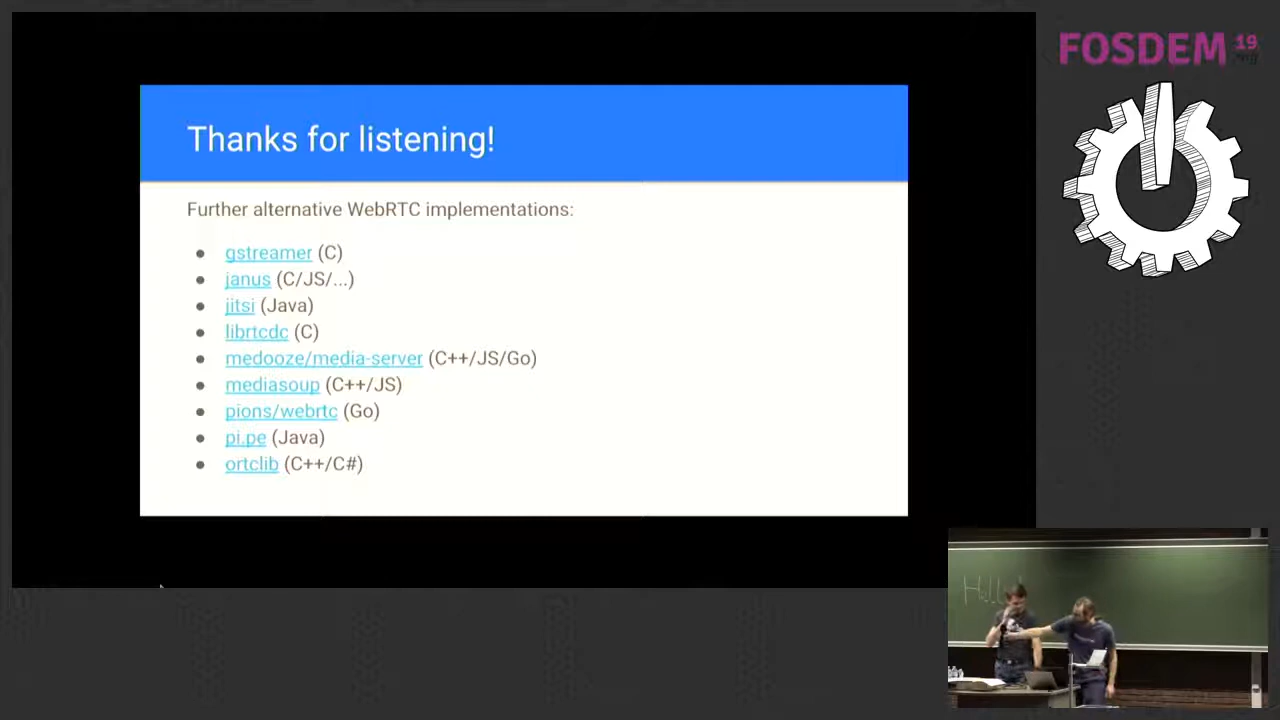 FOSDEM 19
.org
Thanks for listening!
Further alternative WebRTC implementations:
● gstreamer (C)
● janus (C/JS/...)
● jitsi (Java)
● librtcdc (C)
● medooze/media-server (C++/JS/Go)
● mediasoup (C++/JS)
● pions/webrtc (Go)
● pi.pe (Java)
● ortclib (C++/C#)